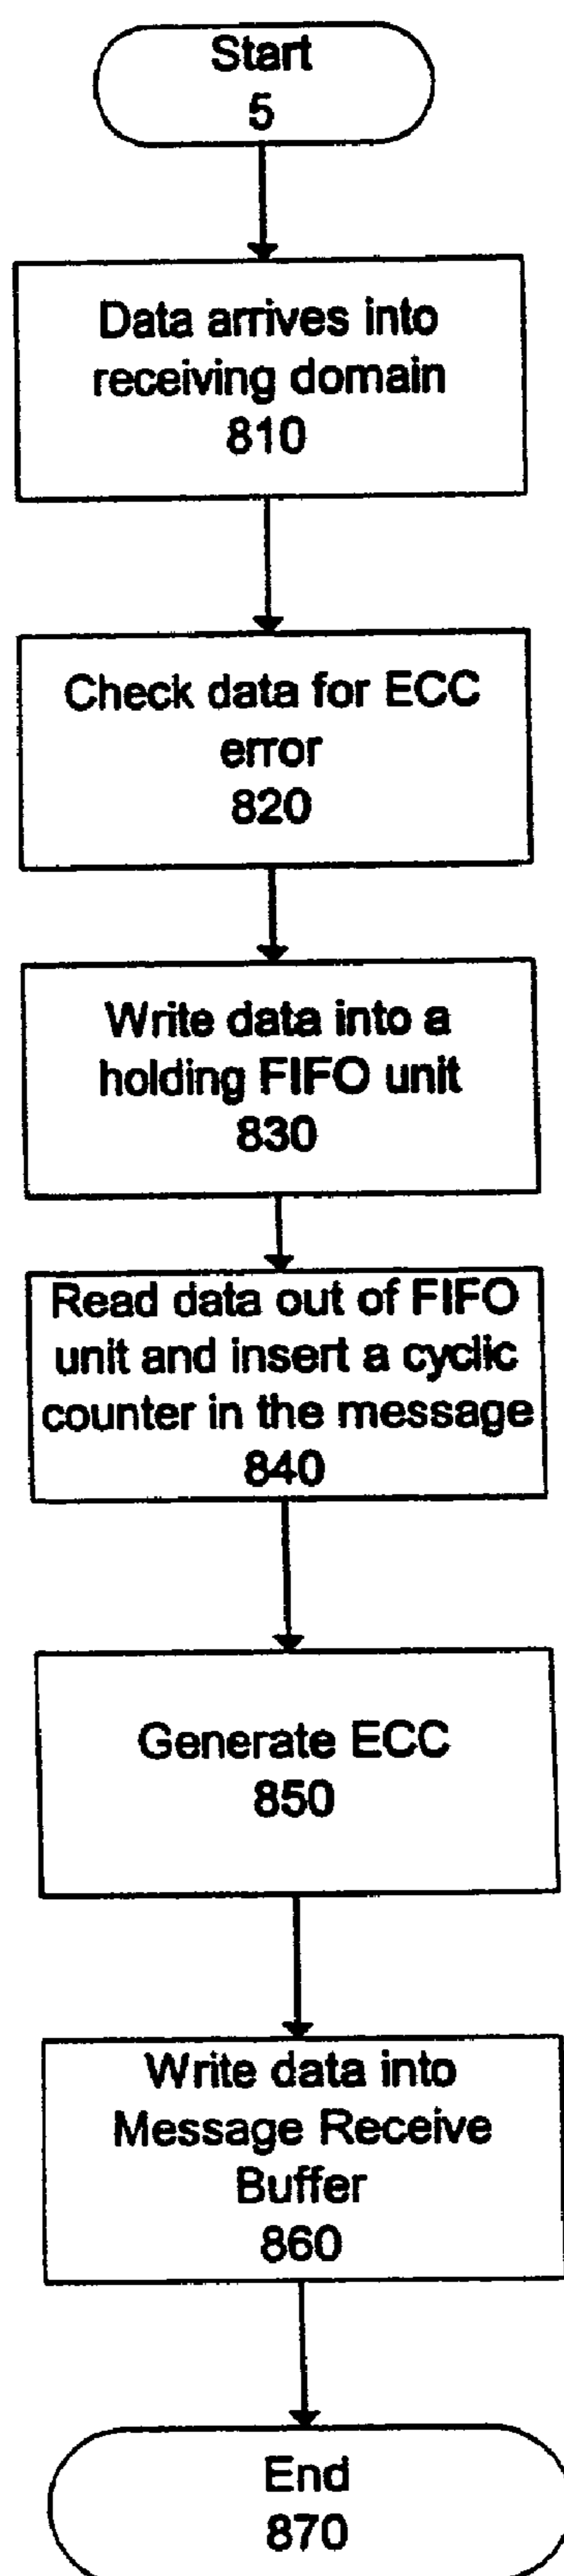 Start
5
Data arrives into
receiving domain
810
Check data for ECC
error
820
Write data into a
holding FIFO unit
830
Read data out of FIFO
unit and insert a cyclic
counter in the message
840
Generate ECC
850
Write data into
Message Receive
Buffer
860
End
870